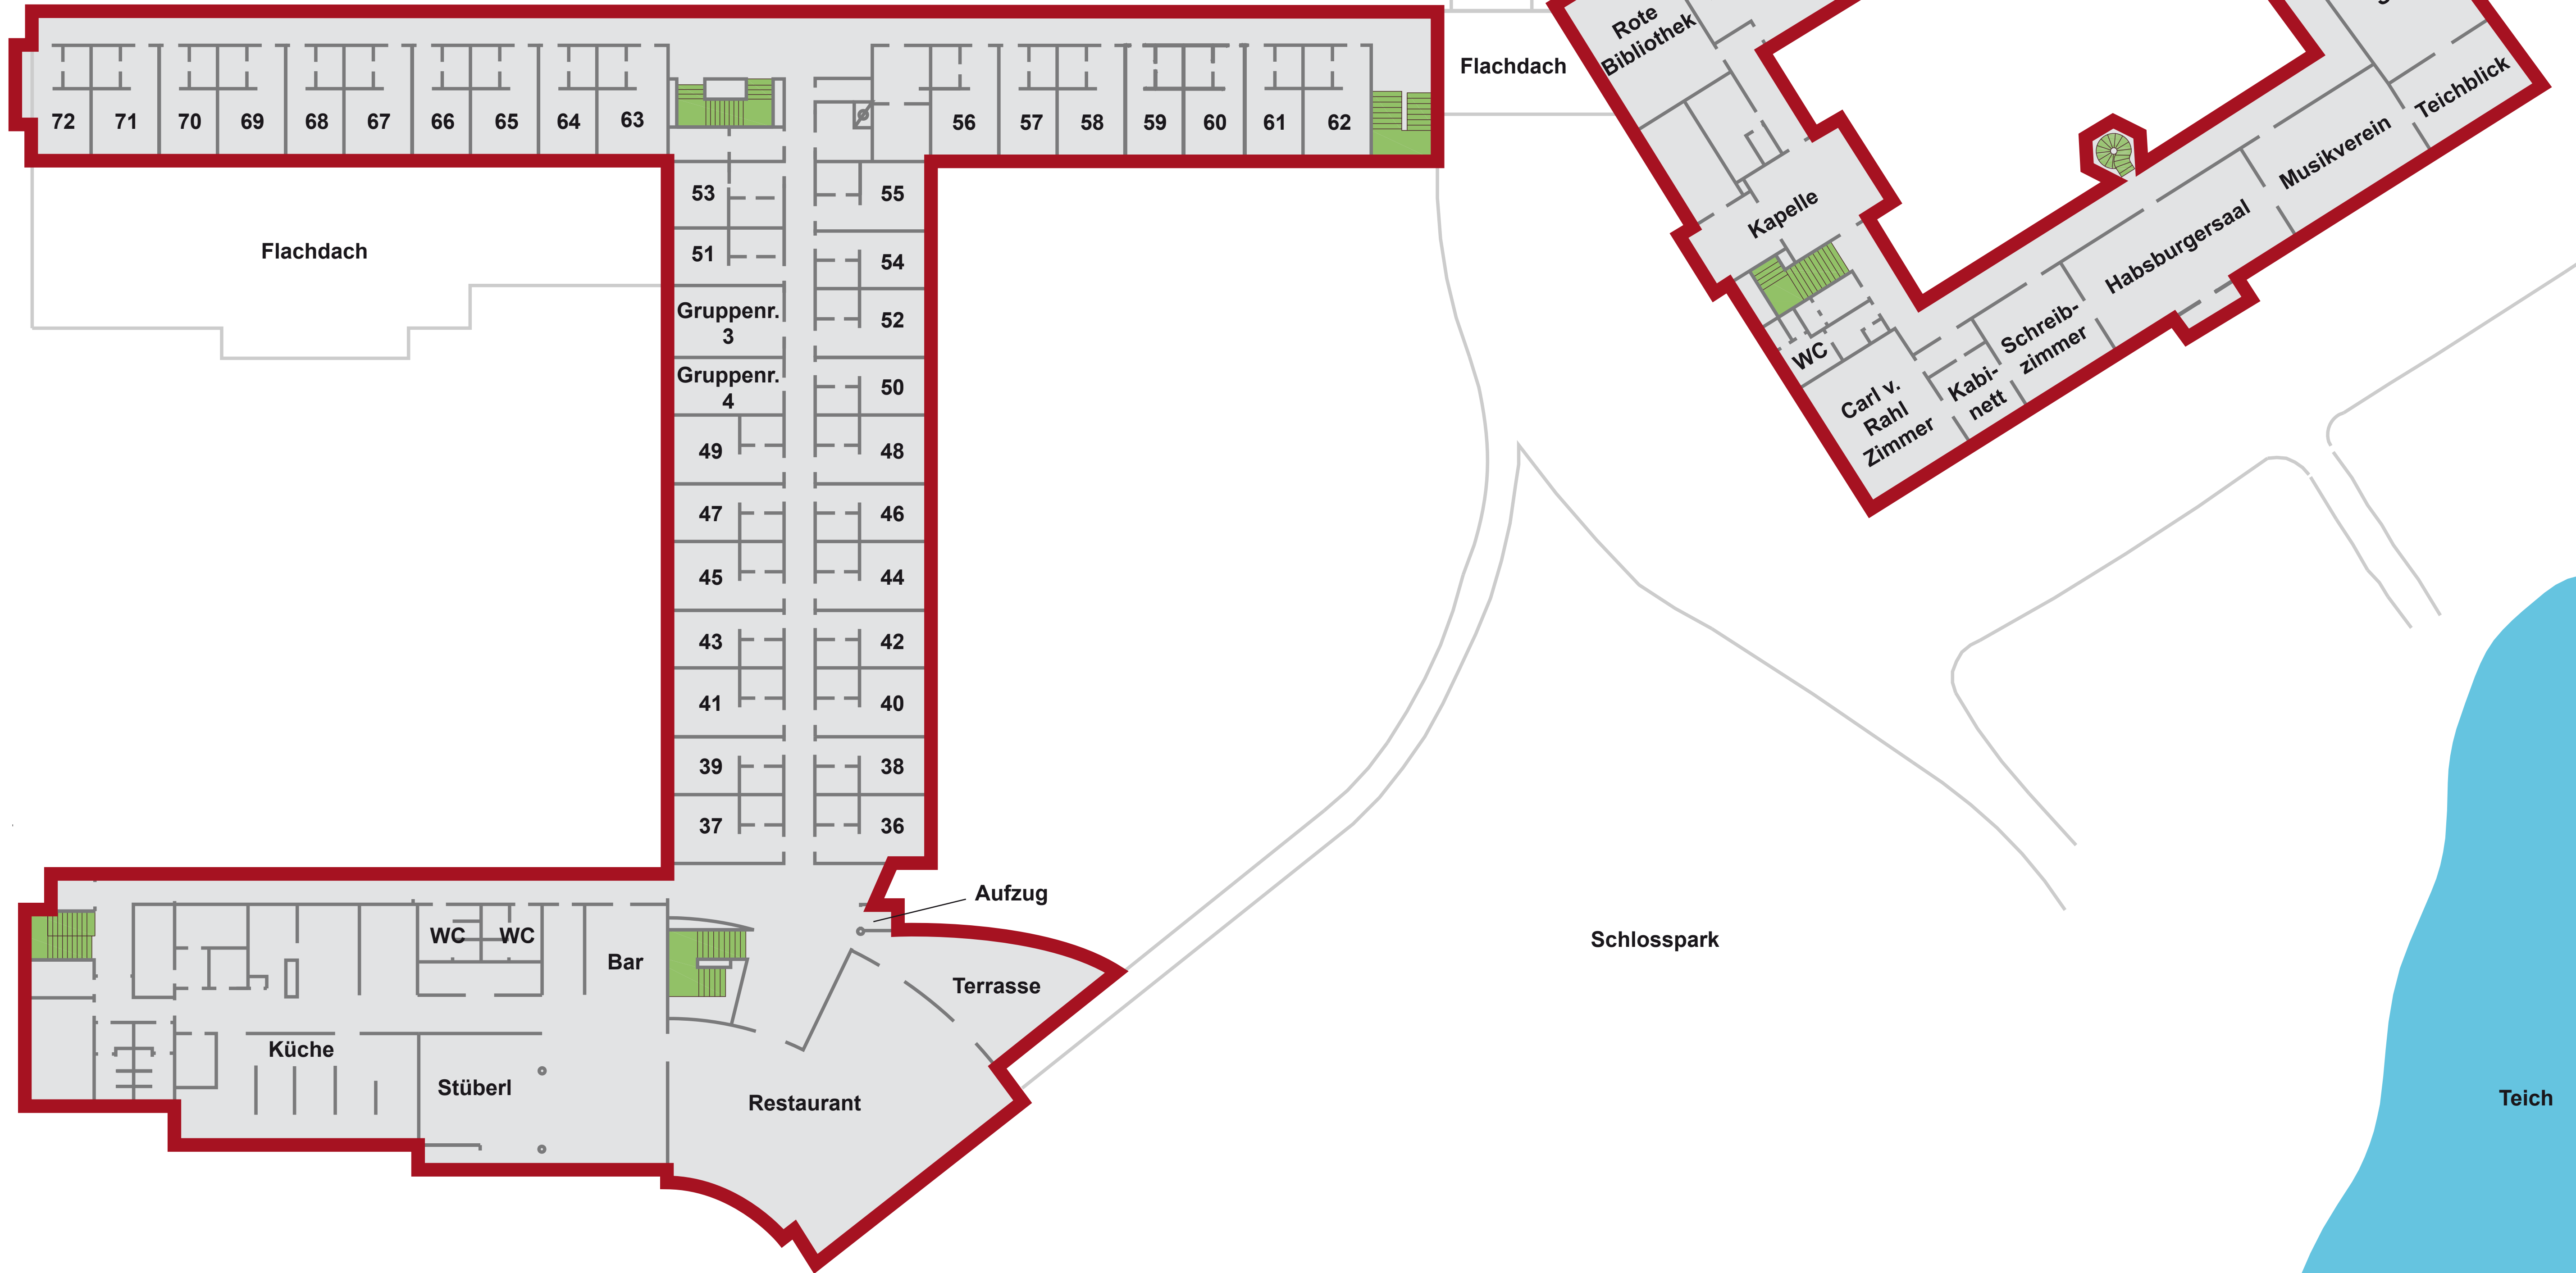 Rote
Bibliothek
Flachdach
Teichblick
Musikverein
Habsburgersaal
Schreib-
zimmer
Kabi-
nett
Carl v.
Rahl
Zimmer
WC
Kapelle
72 71 70 69 68 67 66 65 64 63
56 57 58 59 60 61 62
Flachdach
53 55
51 54
Gruppenr.
3
52
Gruppenr.
4
50
49 48
47 46
45 44
43 42
41 40
39 38
37 36
Aufzug
WC WC
Bar
Terrasse
Küche
Stüberl
Restaurant
Schlosspark
Teich